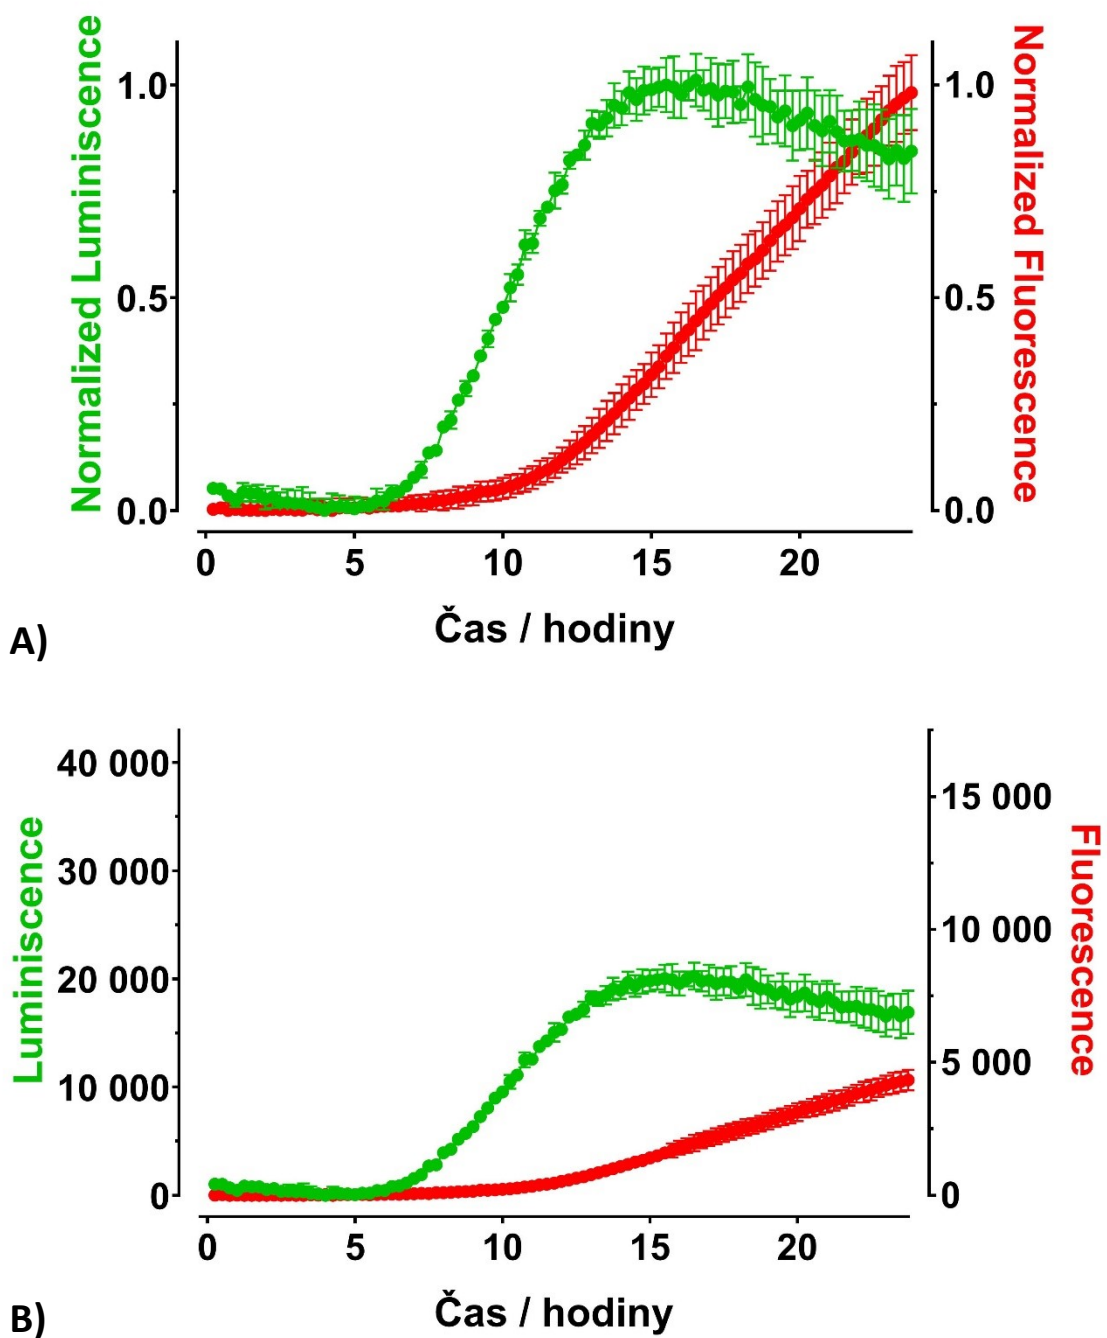 Normalized Luminiscence
1.0
0.5
0.0
1.0
0.5
0.0
Normalized Fluorescence
0 5 10 15 20
Čas / hodiny
A)
Luminiscence
40 000
30 000
20 000
10 000
0
15 000
10 000
5 000
0
Fluorescence
0 5 10 15 20
Čas / hodiny
B)